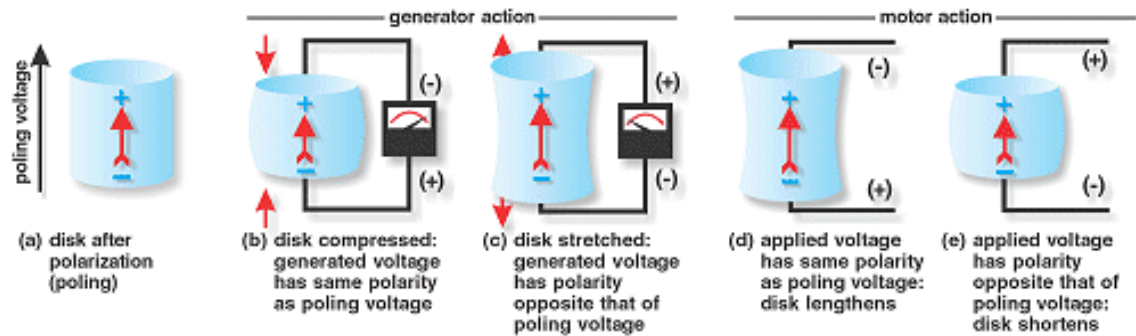 generator action
motor action
poling voltage
+
−
(a) disk after
polarization
(poling)
(-)
+
−
(+)
(b) disk compressed:
generated voltage
has same polarity
as poling voltage
(+)
+
−
(-)
(c) disk stretched:
generated voltage
has polarity
opposite that of
poling voltage
(-)
+
−
(+)
(d) applied voltage
has same polarity
as poling voltage:
disk lengthens
(+)
+
−
(-)
(e) applied voltage
has polarity
opposite that of
poling voltage:
disk shortens